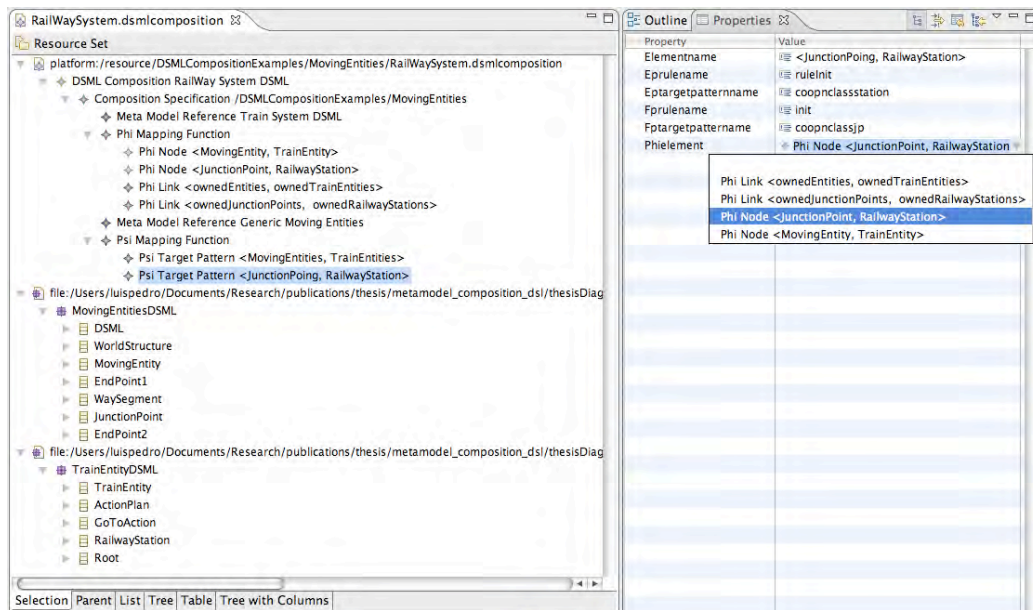 RailWaySystem.dsmlcomposition
Resource Set
platform:/resource/DSMLCompositionExamples/MovingEntities/RailWaySystem.dsmlcomposition
DSML Composition RailWay System DSML
Composition Specification /DSMLCompositionExamples/MovingEntities
Meta Model Reference Train System DSML
Phi Mapping Function
Phi Node <MovingEntity, TrainEntity>
Phi Node <JunctionPoint, RailwayStation>
Phi Link <ownedEntities, ownedTrainEntities>
Phi Link <ownedJunctionPoints, ownedRailwayStations>
Meta Model Reference Generic Moving Entities
Psi Mapping Function
Psi Target Pattern <MovingEntities, TrainEntities>
Psi Target Pattern <JunctionPoing, RailwayStation>
file:/Users/luispedro/Documents/Research/publications/thesis/metamodel_composition_dsl/thesisDiag
MovingEntitiesDSML
DSML
WorldStructure
MovingEntity
EndPoint1
WaySegment
JunctionPoint
EndPoint2
file:/Users/luispedro/Documents/Research/publications/thesis/metamodel_composition_dsl/thesisDiag
TrainEntityDSML
TrainEntity
ActionPlan
GoToAction
RailwayStation
Root
Selection Parent List Tree Table Tree with Columns
Outline Properties
Property Value
Elementname <JunctionPoing, RailwayStation>
Eprulename ruleInit
Eptargetpatternname coopnclassstation
Fprulename init
Fptargetpattername coopnclassjp
Phielement Phi Node <JunctionPoint, RailwayStation
Phi Link <ownedEntities, ownedTrainEntities>
Phi Link <ownedJunctionPoints, ownedRailwayStations>
Phi Node <JunctionPoint, RailwayStation>
Phi Node <MovingEntity, TrainEntity>